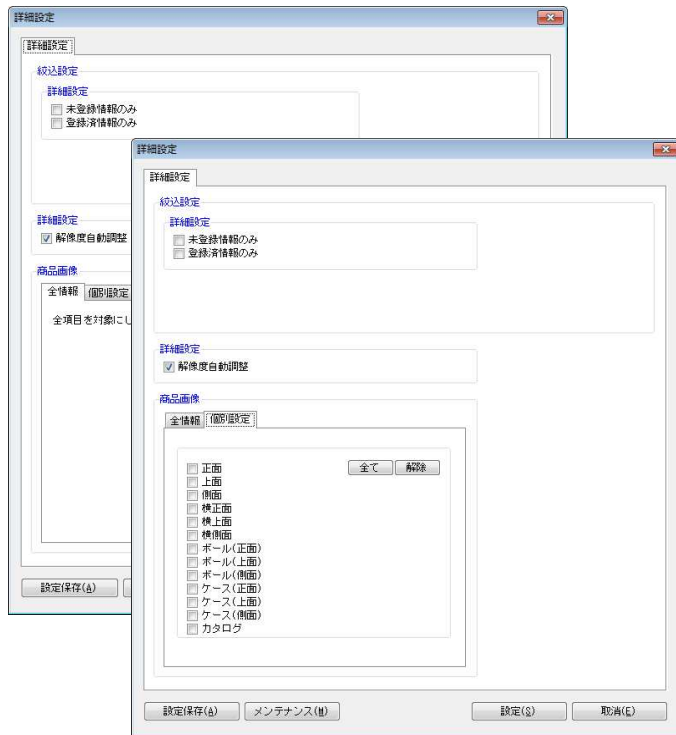 詳細設定
詳細設定
絞込設定
詳細設定
未登録情報のみ
登録済情報のみ
詳細設定
解像度自動調整
商品画像
全情報 個別設定
全項目を対象にし
設定保存(A)
詳細設定
詳細設定
絞込設定
詳細設定
未登録情報のみ
登録済情報のみ
詳細設定
解像度自動調整
商品画像
全情報 個別設定
正面 全て 解除
上面
側面
横正面
横上面
横側面
ボール(正面)
ボール(上面)
ボール(側面)
ケース(正面)
ケース(上面)
ケース(側面)
カタログ
設定保存(A) メンテナンス(M) 設定(S) 取消(E)